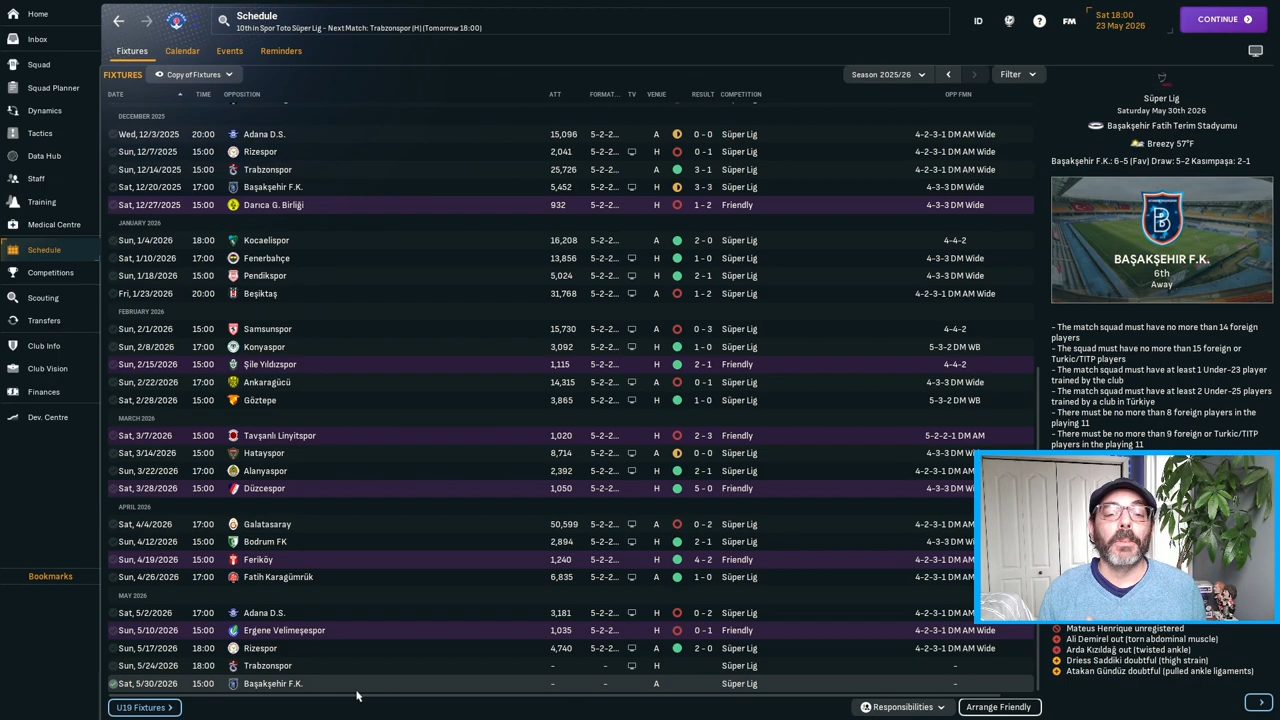 Home
Inbox
Squad
Squad Planner
Dynamics
Tactics
Data Hub
Staff
Training
Medical Centre
Schedule
Competitions
Scouting
Transfers
Club Info
Club Vision
Finances
Dev. Centre
Bookmarks
Schedule
10th in Spor Toto Süper Lig - Next Match: Trabzonspor (H) (Tomorrow 18:00)
ID
?
FM
Sat 18:00
23 May 2026
CONTINUE
Fixtures Calendar Events Reminders
FIXTURES Copy of Fixtures Season 2025/26 Filter
DATE TIME OPPOSITION ATT FORMAT... TV VENUE RESULT COMPETITION OPP FMN
DECEMBER 2025
Wed, 12/3/2025 20:00 Adana D.S. 15,096 5-2-2... A 0 - 0 Süper Lig 4-2-3-1 DM AM Wide
Sun, 12/7/2025 15:00 Rizespor 2,041 5-2-2... H 0 - 1 Süper Lig 4-2-3-1 DM AM Wide
Sun, 12/14/2025 15:00 Trabzonspor 25,726 5-2-2... A 3 - 1 Süper Lig 4-2-3-1 DM AM Wide
Sat, 12/20/2025 17:00 Başakşehir F.K. 5,452 5-2-2... H 3 - 3 Süper Lig 4-3-3 DM Wide
Sat, 12/27/2025 15:00 Darıca G. Birliği 932 5-2-2... H 1 - 2 Friendly 4-3-3 DM Wide
JANUARY 2026
Sun, 1/4/2026 18:00 Kocaelispor 16,208 5-2-2... A 2 - 0 Süper Lig 4-4-2
Sat, 1/10/2026 17:00 Fenerbahçe 13,856 5-2-2... H 1 - 0 Süper Lig 4-3-3 DM Wide
Sun, 1/18/2026 15:00 Pendikspor 5,024 5-2-2... H 2 - 1 Süper Lig 4-3-3 DM Wide
Fri, 1/23/2026 20:00 Beşiktaş 31,768 5-2-2... A 1 - 2 Süper Lig 4-2-3-1 DM AM Wide
FEBRUARY 2026
Sun, 2/1/2026 15:00 Samsunspor 15,730 5-2-2... A 0 - 3 Süper Lig 4-4-2
Sun, 2/8/2026 17:00 Konyaspor 3,092 5-2-2... H 1 - 0 Süper Lig 5-3-2 DM WB
Sun, 2/15/2026 15:00 Şile Yıldızspor 1,115 5-2-2... H 2 - 1 Friendly 4-4-2
Sun, 2/22/2026 17:00 Ankaragücü 14,315 5-2-2... A 0 - 1 Süper Lig 4-3-3 DM Wide
Sat, 2/28/2026 15:00 Göztepe 3,865 5-2-2... H 1 - 0 Süper Lig 5-3-2 DM WB
MARCH 2026
Sat, 3/7/2026 15:00 Tavşanlı Linyitspor 1,020 5-2-2... H 2 - 3 Friendly 5-2-2-1 DM AM
Sat, 3/14/2026 15:00 Hatayspor 8,714 5-2-2... A 0 - 0 Süper Lig 4-3-3 DM Wide
Sun, 3/22/2026 17:00 Alanyaspor 2,392 5-2-2... H 2 - 1 Süper Lig 4-2-3-1 DM AM
Sat, 3/28/2026 15:00 Düzcespor 1,050 5-2-2... H 5 - 0 Friendly 4-3-3 DM
APRIL 2026
Sat, 4/4/2026 17:00 Galatasaray 50,599 5-2-2... A 0 - 2 Süper Lig 4-2-3-1 DM AM
Sun, 4/12/2026 15:00 Bodrum FK 2,894 5-2-2... H 2 - 1 Süper Lig 4-2-3-1 DM AM
Sun, 4/19/2026 15:00 Feriköy 1,240 5-2-2... H 4 - 2 Friendly 4-2-3-1 DM AM
Sun, 4/26/2026 17:00 Fatih Karagümrük 6,835 5-2-2... A 1 - 0 Süper Lig 4-2-3-1 DM AM
MAY 2026
Sat, 5/2/2026 17:00 Adana D.S. 3,181 5-2-2... H 0 - 2 Süper Lig 4-2-3-1 DM AM
Sun, 5/10/2026 15:00 Ergene Velimeşespor 1,035 5-2-2... H 0 - 1 Friendly 4-2-3-1 DM AM Wide
Sun, 5/17/2026 18:00 Rizespor 4,740 5-2-2... A 2 - 0 Süper Lig 4-2-3-1 DM AM Wide
Sun, 5/24/2026 18:00 Trabzonspor - - H Süper Lig -
Sat, 5/30/2026 15:00 Başakşehir F.K. - - A Süper Lig -
U19 Fixtures > Responsibilities Arrange Friendly
Süper Lig
Saturday May 30th 2026
Başakşehir Fatih Terim Stadyumu
Breezy 57°F
Başakşehir F.K.: 6-5 (Fav) Draw: 5-2 Kasımpaşa: 2-1
BAŞAKŞEHIR F.K.
6th
Away
- The match squad must have no more than 14 foreign
players
- The squad must have no more than 15 foreign or
Turkic/TITP players
- The match squad must have at least 1 Under-23 player
trained by the club
- The match squad must have at least 2 Under-25 players
trained by a club in Türkiye
- There must be no more than 8 foreign players in the
playing 11
- There must be no more than 9 foreign or Turkic/TITP
players in the playing 11
Mateus Henrique unregistered
Ali Demirel out (torn abdominal muscle)
Arda Kızıldağ out (twisted ankle)
Driess Saddiki doubtful (thigh strain)
Atakan Gündüz doubtful (pulled ankle ligaments)